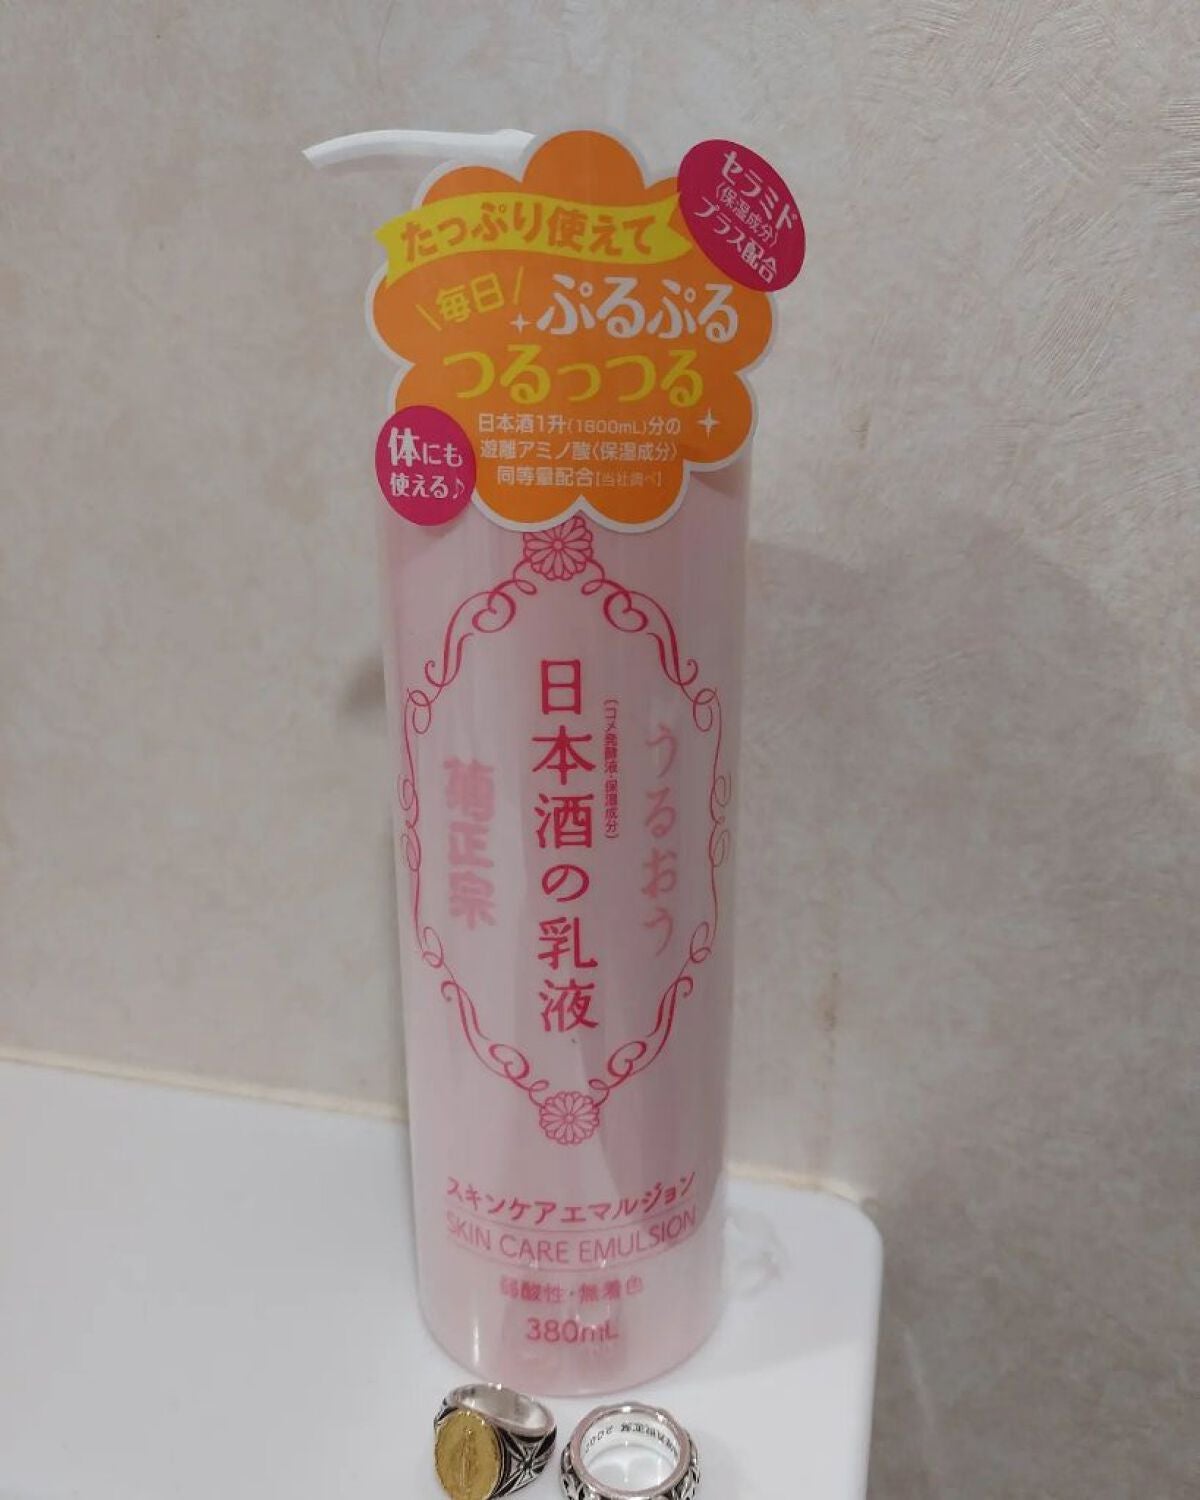 たっぷり使えて
セラミド
〈保湿成分〉
プラス配合
\毎日/
ぷるぷる
つるっつる
日本酒1升(1800mL)分の
遊離アミノ酸〈保湿成分〉
同等量配合[当社調べ]
体にも
使える♪
うるおう
(コメ発酵液・保湿成分)
日本酒の乳液
菊正宗
スキンケアエマルジョン
SKIN CARE EMULSION
弱酸性・無着色
380mL